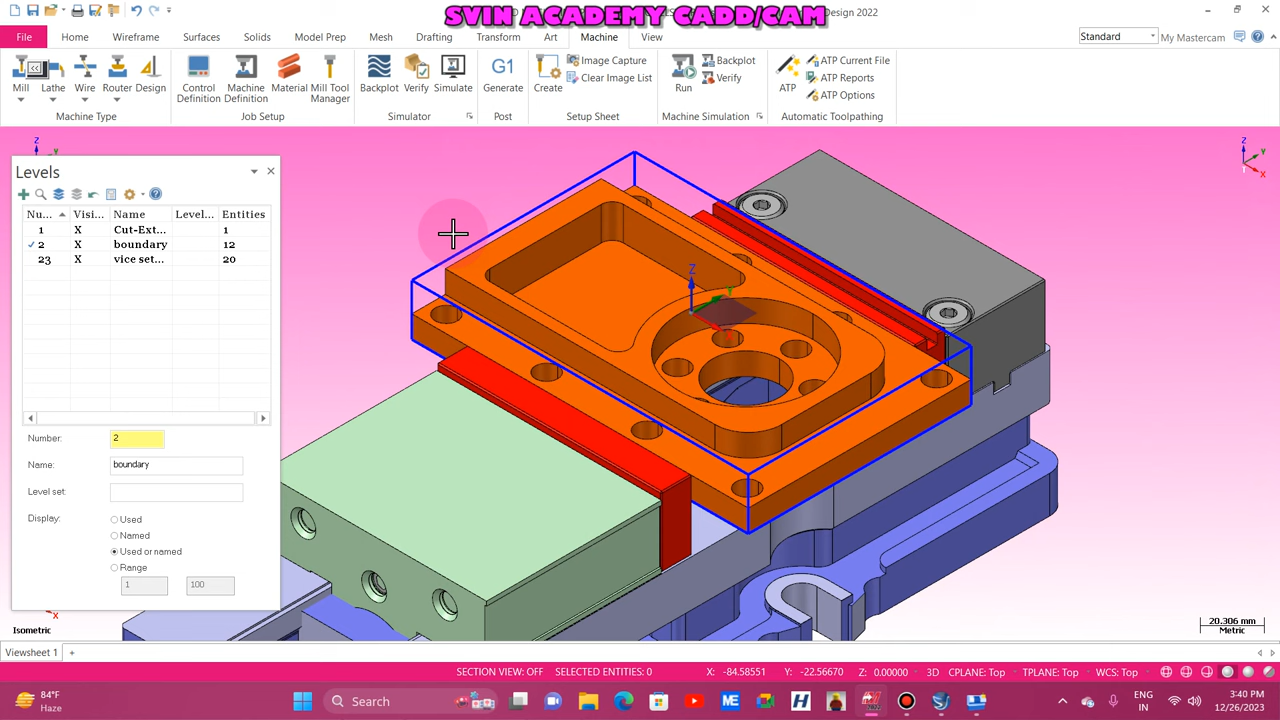 SVIN ACADEMY CADD/CAM
Design 2022
File
Home
Wireframe
Surfaces
Solids
Model Prep
Mesh
Drafting
Transform
Art
Machine
View
Standard
My Mastercam
Mill
Lathe
Wire
Router
Design
Machine Type
Control Definition
Machine Definition
Material
Mill Tool Manager
Job Setup
Backplot
Verify
Simulate
Simulator
G1
Generate
Post
Create
Image Capture
Clear Image List
Setup Sheet
Run
Backplot
Verify
Machine Simulation
ATP
ATP Current File
ATP Reports
ATP Options
Automatic Toolpathing
Levels
Nu... Visi... Name Level... Entities
1 X Cut-Ext... 1
2 X boundary 12
23 X vice set... 20
Number: 2
Name: boundary
Level set:
Display: Used
Named
Used or named
Range
1 100
Z
X
Isometric
Z
Y
X
Z
Y
20.306 mm
Metric
Viewsheet 1 +
SECTION VIEW: OFF SELECTED ENTITIES: 0 X: -84.58551 Y: -22.56670 Z: 0.00000 3D CPLANE: Top TPLANE: Top WCS: Top
84°F
Haze
Search
ME
H
ENG
IN
3:40 PM
12/26/2023